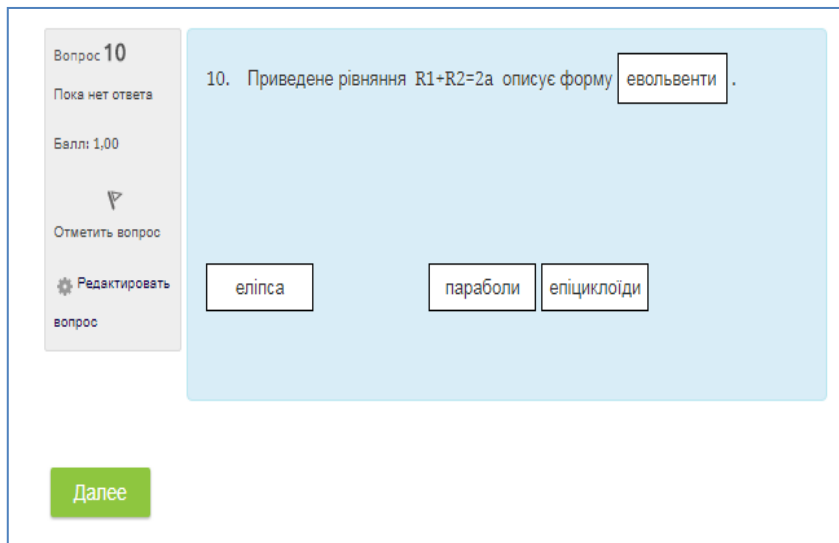 Вопрос 10
Пока нет ответа
Балл: 1,00
Отметить вопрос
Редактировать
вопрос
10. Приведене рівняння R1+R2=2a описує форму евольвенти .
еліпса параболи епіциклоїди
Далее